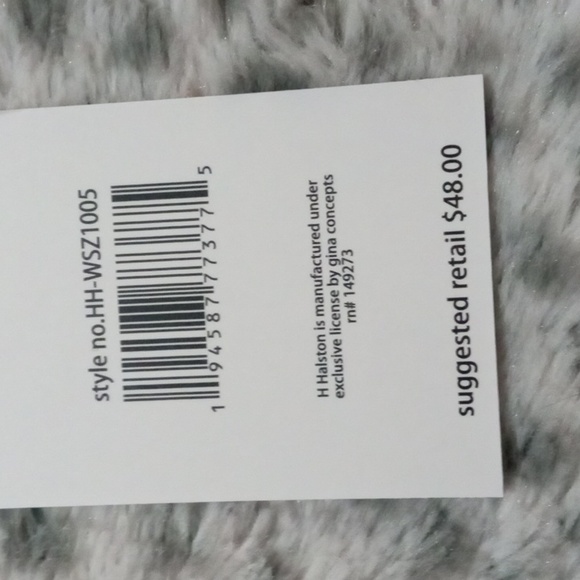 style no.HH-WSZ1005
1 94587 77377 5
H Halston is manufactured under
exclusive license by gina concepts
rn# 149273
suggested retail $48.00